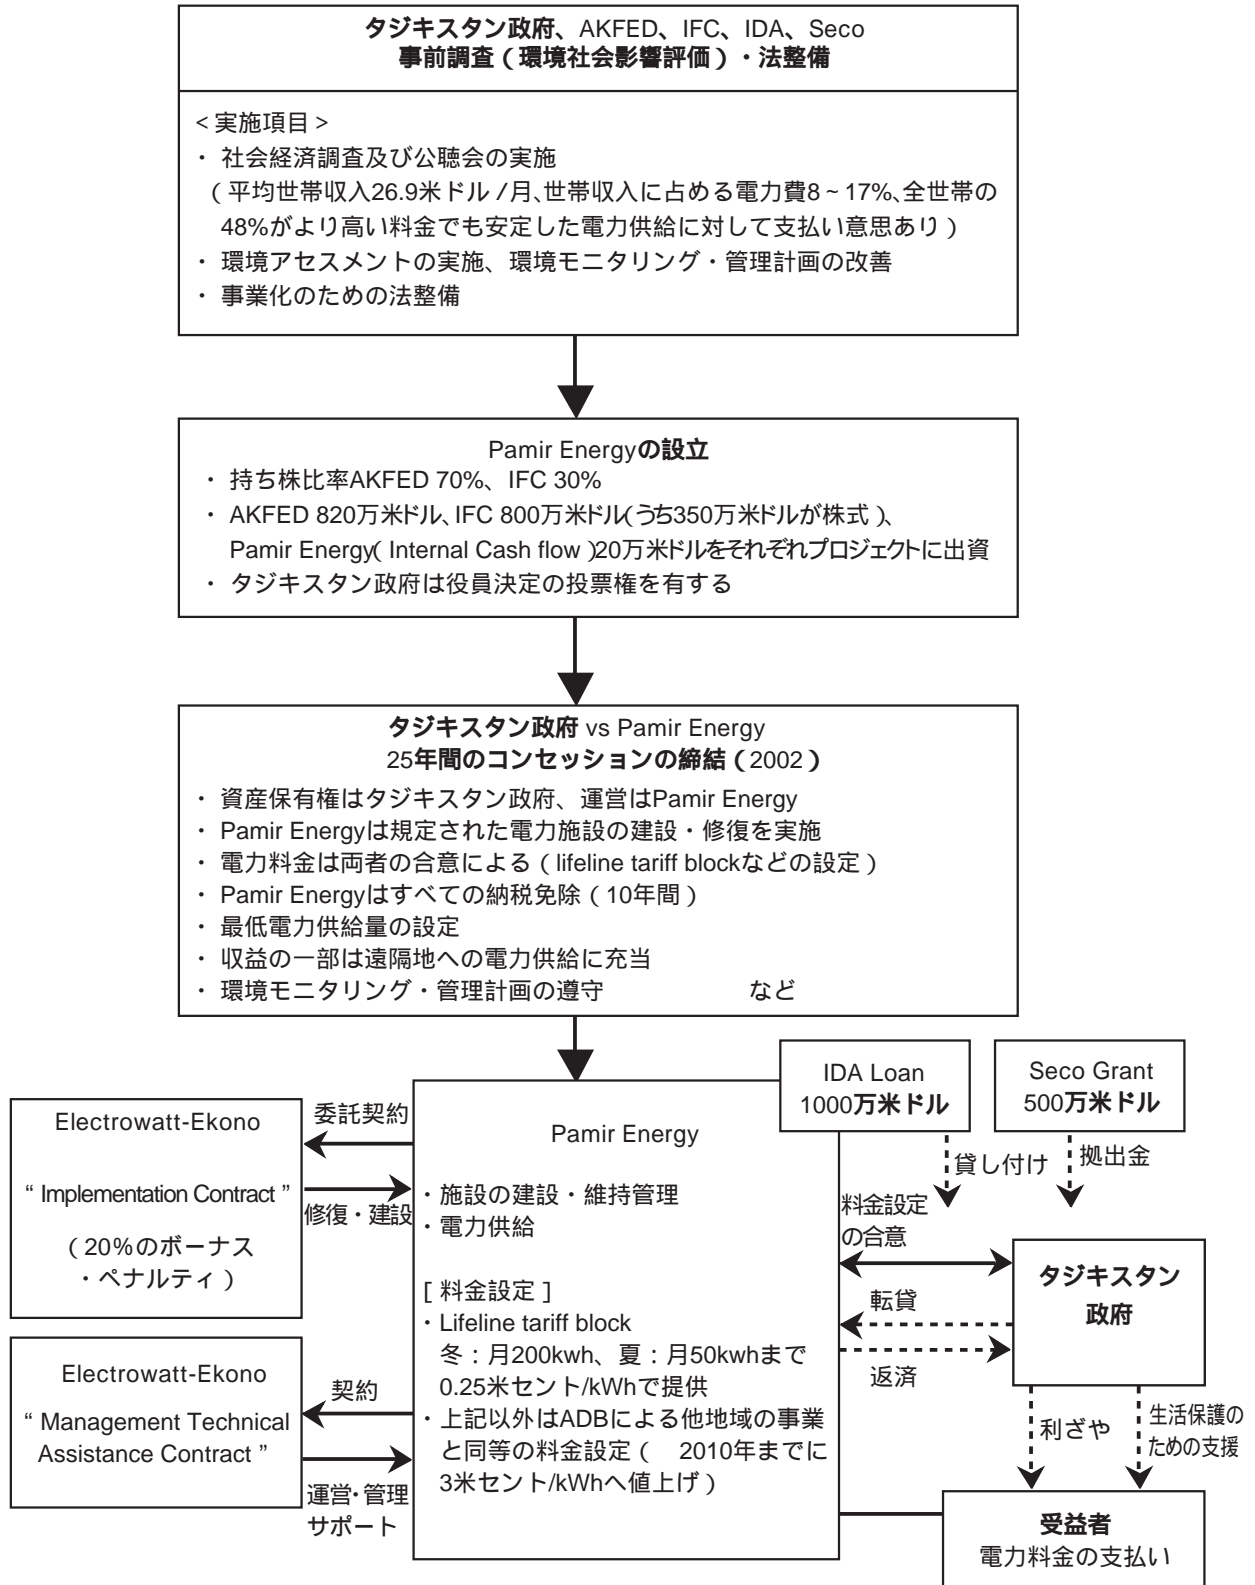 タジキスタン政府、AKFED、IFC、IDA、Seco
事前調査（環境社会影響評価）・法整備
＜実施項目＞
・ 社会経済調査及び公聴会の実施
（平均世帯収入26.9米ドル /月、世帯収入に占める電力費8～17%、全世帯の
48%がより高い料金でも安定した電力供給に対して支払い意思あり）
・ 環境アセスメントの実施、環境モニタリング・管理計画の改善
・ 事業化のための法整備
Pamir Energyの設立
・ 持ち株比率AKFED 70%、IFC 30%
・ AKFED 820万米ドル、IFC 800万米ドル（うち350万米ドルが株式）、
Pamir Energy（Internal Cash flow）20万米ドルをそれぞれプロジェクトに出資
・ タジキスタン政府は役員決定の投票権を有する
タジキスタン政府 vs Pamir Energy
25年間のコンセッションの締結（2002）
・ 資産保有権はタジキスタン政府、運営はPamir Energy
・ Pamir Energyは規定された電力施設の建設・修復を実施
・ 電力料金は両者の合意による（lifeline tariff blockなどの設定）
・ Pamir Energyはすべての納税免除（10年間）
・ 最低電力供給量の設定
・ 収益の一部は遠隔地への電力供給に充当
・ 環境モニタリング・管理計画の遵守 など
Electrowatt-Ekono
“ Implementation Contract ”
（20%のボーナス
・ペナルティ）
委託契約
修復・建設
Electrowatt-Ekono
“ Management Technical
Assistance Contract ”
契約
運営・管理
サポート
Pamir Energy
・施設の建設・維持管理
・電力供給
［料金設定］
・Lifeline tariff block
冬：月200kwh、夏：月50kwhまで
0.25米セント/kWhで提供
・上記以外はADBによる他地域の事業
と同等の料金設定（ 2010年までに
3米セント/kWhへ値上げ）
IDA Loan
1000万米ドル
Seco Grant
500万米ドル
貸し付け
拠出金
料金設定
の合意
転貸
返済
タジキスタン
政府
利ざや
生活保護の
ための支援
受益者
電力料金の支払い